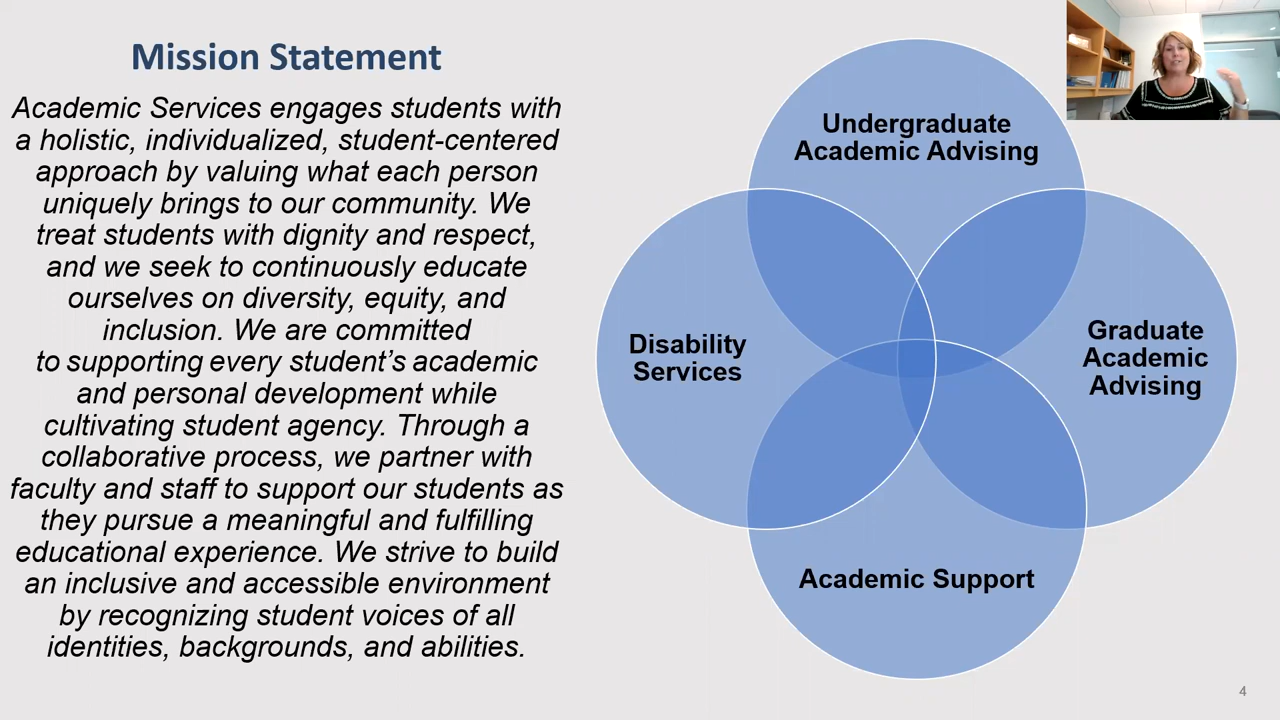 Mission Statement
Academic Services engages students with
a holistic, individualized, student-centered
approach by valuing what each person
uniquely brings to our community. We
treat students with dignity and respect,
and we seek to continuously educate
ourselves on diversity, equity, and
inclusion. We are committed
to supporting every student’s academic
and personal development while
cultivating student agency. Through a
collaborative process, we partner with
faculty and staff to support our students as
they pursue a meaningful and fulfilling
educational experience. We strive to build
an inclusive and accessible environment
by recognizing student voices of all
identities, backgrounds, and abilities.
Undergraduate
Academic Advising
Disability
Services
Graduate
Academic
Advising
Academic Support
4